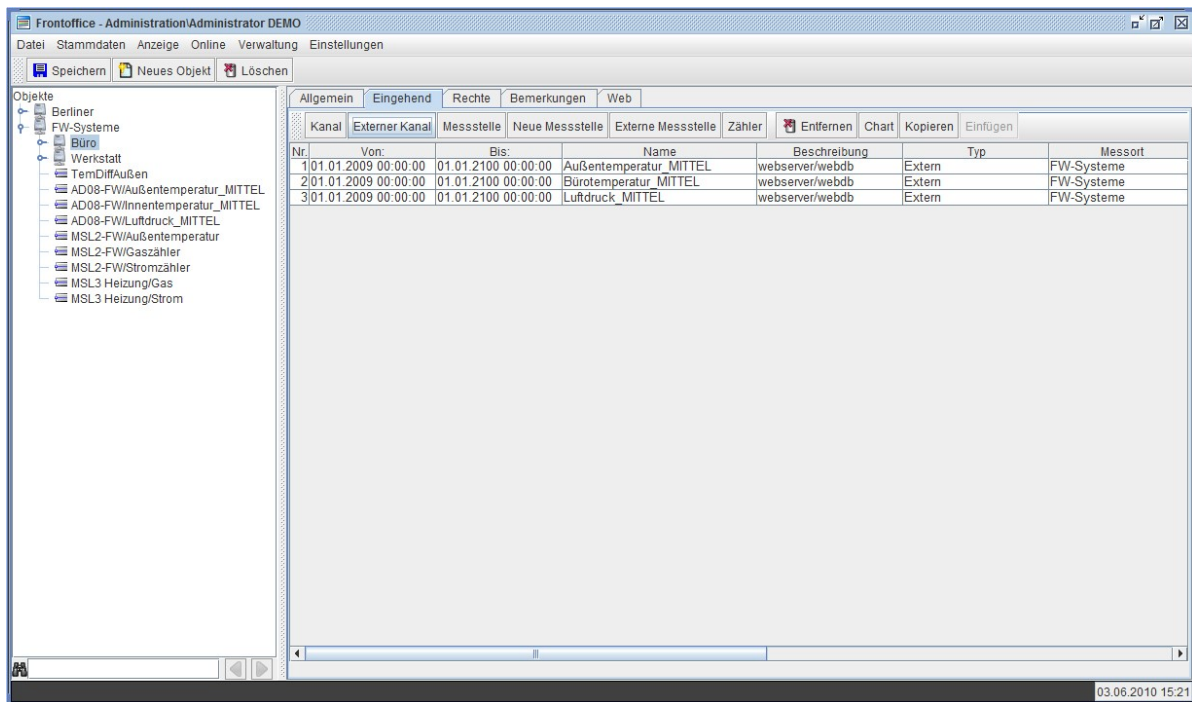 Frontoffice - Administration\Administrator DEMO
Datei Stammdaten Anzeige Online Verwaltung Einstellungen
Speichern Neues Objekt Löschen
Objekte
Berliner
FW-Systeme
Büro
Werkstatt
TemDiffAußen
AD08-FW/Außentemperatur_MITTEL
AD08-FW/Innentemperatur_MITTEL
AD08-FW/Luftdruck_MITTEL
MSL2-FW/Außentemperatur
MSL2-FW/Gaszähler
MSL2-FW/Stromzähler
MSL3 Heizung/Gas
MSL3 Heizung/Strom
Allgemein Eingehend Rechte Bemerkungen Web
Kanal Externer Kanal Messstelle Neue Messstelle Externe Messstelle Zähler Entfernen Chart Kopieren Einfügen
Nr. Von: Bis: Name Beschreibung Typ Messort
1 01.01.2009 00:00:00 01.01.2100 00:00:00 Außentemperatur_MITTEL webserver/webdb Extern FW-Systeme
2 01.01.2009 00:00:00 01.01.2100 00:00:00 Bürotemperatur_MITTEL webserver/webdb Extern FW-Systeme
3 01.01.2009 00:00:00 01.01.2100 00:00:00 Luftdruck_MITTEL webserver/webdb Extern FW-Systeme
03.06.2010 15:21